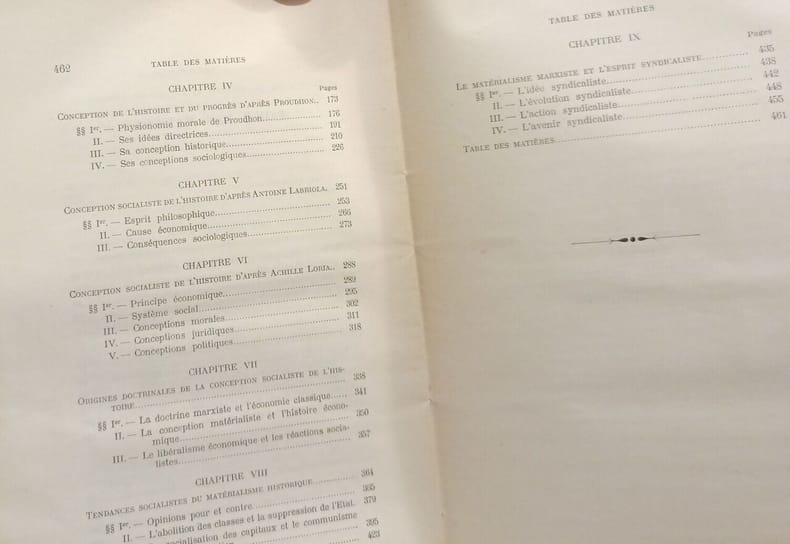 462 TABLE DES MATIÈRES
CHAPITRE IV
Pages
CONCEPTION DE L'HISTOIRE ET DU PROGRÈS D'APRÈS PROUDHON.. 173
§§ Ier. — Physionomie morale de Proudhon.................... 176
II. — Ses idées directrices.................... 191
III. — Sa conception historique.................... 210
IV. — Ses conceptions sociologiques.................... 226
CHAPITRE V
CONCEPTION SOCIALISTE DE L'HISTOIRE D'APRÈS ANTOINE LABRIOLA. 251
§§ Ier. — Esprit philosophique.................... 253
II. — Cause économique.................... 266
III. — Conséquences sociologiques.................... 273
CHAPITRE VI
CONCEPTION SOCIALISTE DE L'HISTOIRE D'APRÈS ACHILLE LORIA.. 288
§§ Ier. — Principe économique.................... 289
II. — Système social.................... 295
III. — Conceptions morales.................... 302
IV. — Conceptions juridiques.................... 311
V. — Conceptions politiques.................... 318
CHAPITRE VII
ORIGINES DOCTRINALES DE LA CONCEPTION SOCIALISTE DE L'HIS-
TOIRE.................... 338
§§ Ier. — La doctrine marxiste et l'économie classique..... 341
II. — La conception matérialiste et l'histoire écono-
mique.................... 350
III. — Le libéralisme économique et les réactions socia-
listes.................... 357
CHAPITRE VIII
TENDANCES SOCIALISTES DU MATÉRIALISME HISTORIQUE.................... 364
§§ Ier. — Opinions pour et contre.................... 365
II. — L'abolition des classes et la suppression de l'État. 379
des capitaux et le communisme 395
423
TABLE DES MATIÈRES
CHAPITRE IX
Pages
LE MATÉRIALISME MARXISTE ET L'ESPRIT SYNDICALISTE.................... 435
§§ Ier. — L'idée syndicaliste.................... 438
II. — L'évolution syndicaliste.................... 442
III. — L'action syndicaliste.................... 448
IV. — L'avenir syndicaliste.................... 455
TABLE DES MATIÈRES.................... 461